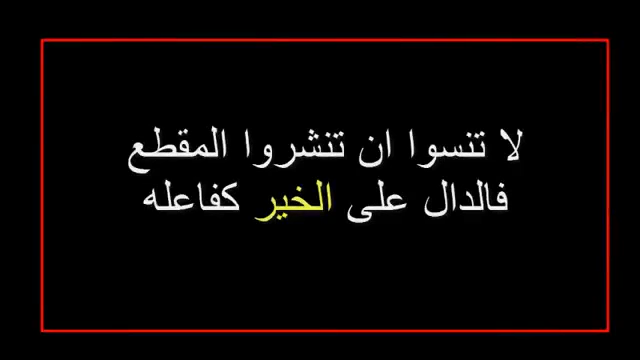 لا تنسوا ان تنشروا المقطع
فالدال على الخير كفاعله